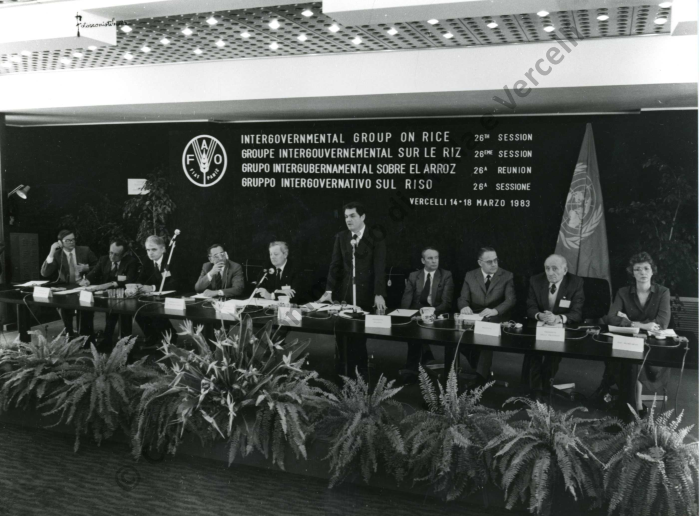 FAO
FIAT PANIS
INTERGOVERNMENTAL GROUP ON RICE 26TH SESSION
GROUPE INTERGOUVERNEMENTAL SUR LE RIZ 26ÈME SESSION
GRUPO INTERGUBERNAMENTAL SOBRE EL ARROZ 26A REUNION
GRUPPO INTERGOVERNATIVO SUL RISO 26A SESSIONE
VERCELLI 14-18 MARZO 1983
Vercelli